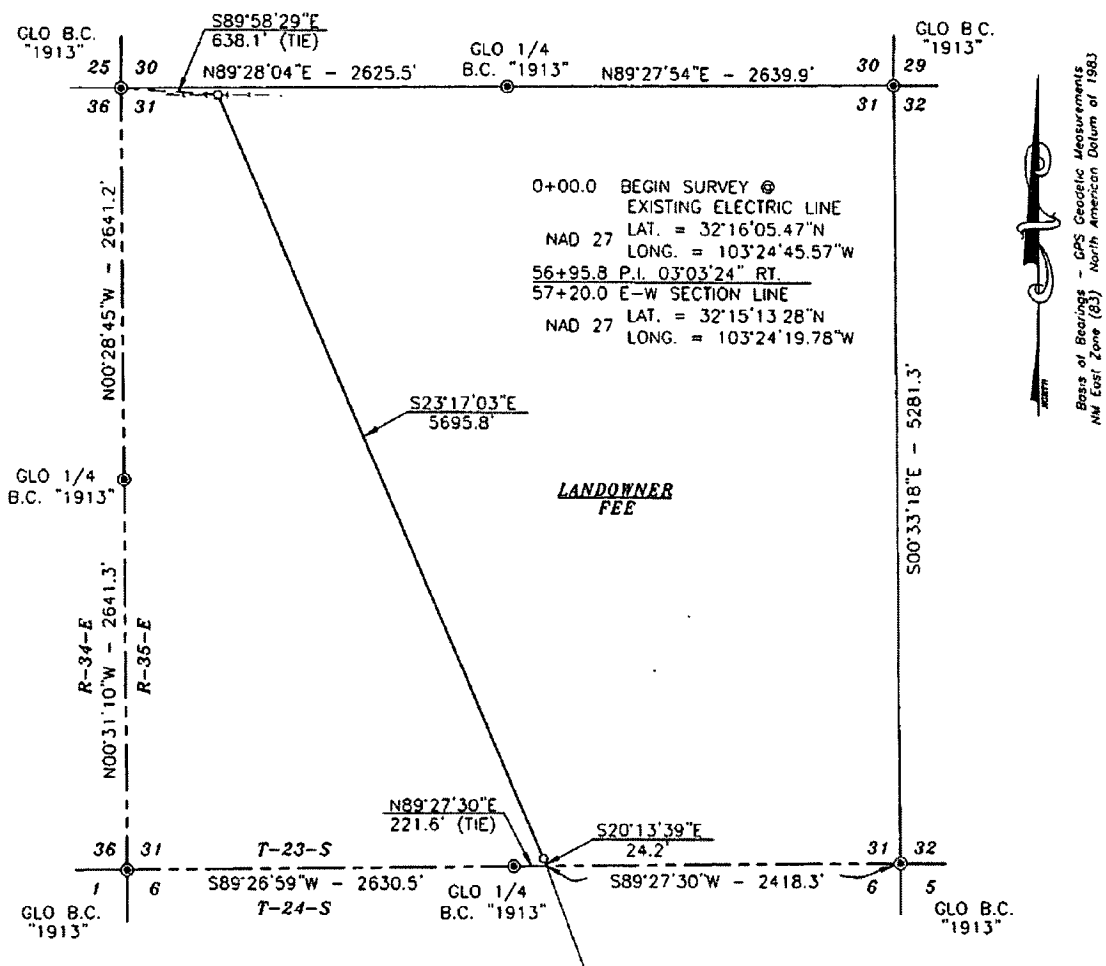 S89°58'29"E
638.1' (TIE)
GLO B.C.
"1913"
GLO 1/4
B.C. "1913"
GLO B.C.
"1913"
25 30
36 31
N89°28'04"E - 2625.5'
N89°27'54"E - 2639.9'
30 29
31 32
0+00.0 BEGIN SURVEY @
EXISTING ELECTRIC LINE
NAD 27
LAT. = 32°16'05.47"N
LONG. = 103°24'45.57"W
56+95.8 P.I. 03°03'24" RT.
57+20.0 E-W SECTION LINE
NAD 27
LAT. = 32°15'13 28"N
LONG. = 103°24'19.78"W
Basis of Bearings - GPS Geodetic Measurements
NM East Zone (83) North American Datum of 1983
NORTH
N00°28'45"W - 2641.2'
S23°17'03"E
5695.8'
S00°33'18"E - 5281.3'
GLO 1/4
B.C. "1913"
LANDOWNER
FEE
N00°31'10"W - 2641.3'
R-34-E
R-35-E
N89°27'30"E
221.6' (TIE)
S20°13'39"E
24.2'
36 31
1 6
T-23-S
S89°26'59"W - 2630.5'
T-24-S
GLO 1/4
B.C. "1913"
S89°27'30"W - 2418.3'
31 32
6 5
GLO B.C.
"1913"
GLO B.C.
"1913"